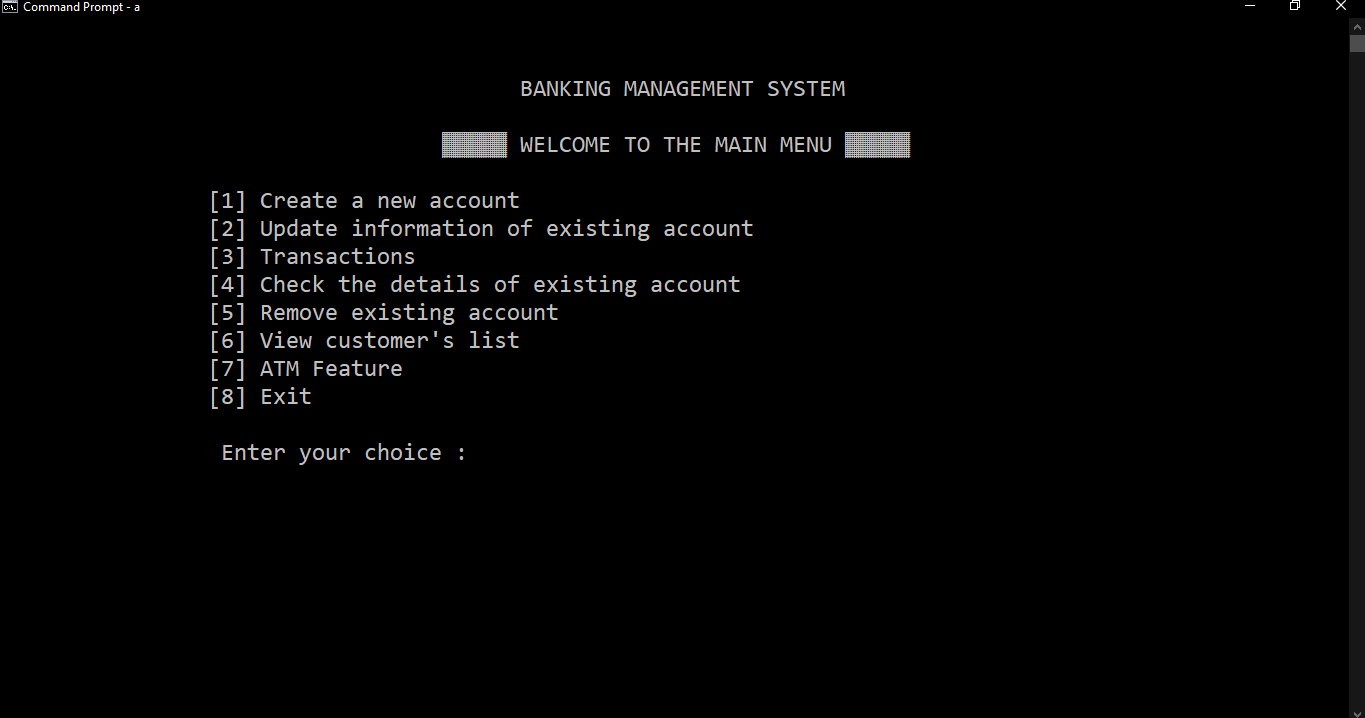 Command Prompt - a
BANKING MANAGEMENT SYSTEM
WELCOME TO THE MAIN MENU
[1] Create a new account
[2] Update information of existing account
[3] Transactions
[4] Check the details of existing account
[5] Remove existing account
[6] View customer's list
[7] ATM Feature
[8] Exit
Enter your choice :